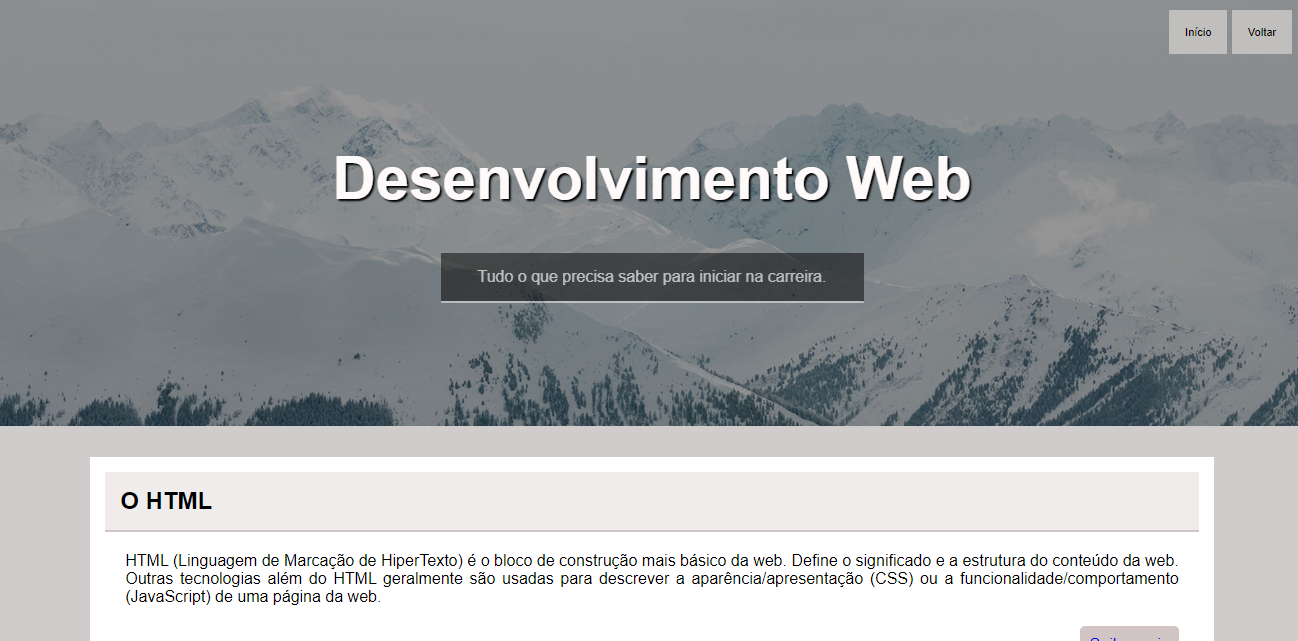 Início Voltar
Desenvolvimento Web
Tudo o que precisa saber para iniciar na carreira.
O HTML
HTML (Linguagem de Marcação de HiperTexto) é o bloco de construção mais básico da web. Define o significado e a estrutura do conteúdo da web.
Outras tecnologias além do HTML geralmente são usadas para descrever a aparência/apresentação (CSS) ou a funcionalidade/comportamento
(JavaScript) de uma página da web.